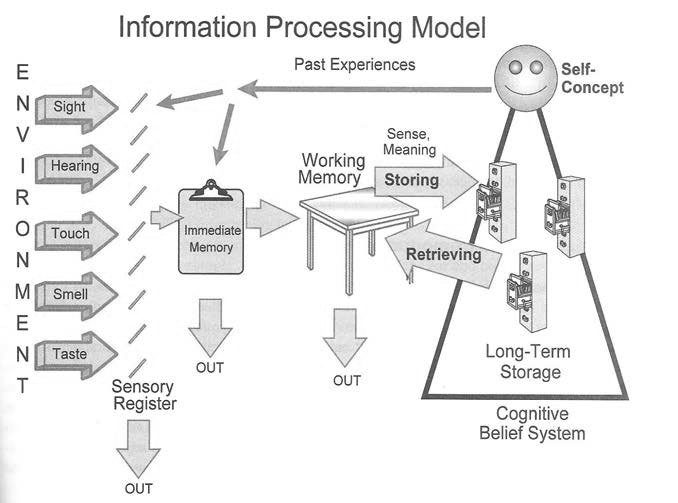 Information Processing Model
ENVIRONMENT
Past Experiences
Self-
Concept
Sight
Hearing
Touch
Smell
Taste
Sensory
Register
OUT
Immediate
Memory
OUT
Working
Memory
OUT
Sense,
Meaning
Storing
Retrieving
Long-Term
Storage
Cognitive
Belief System